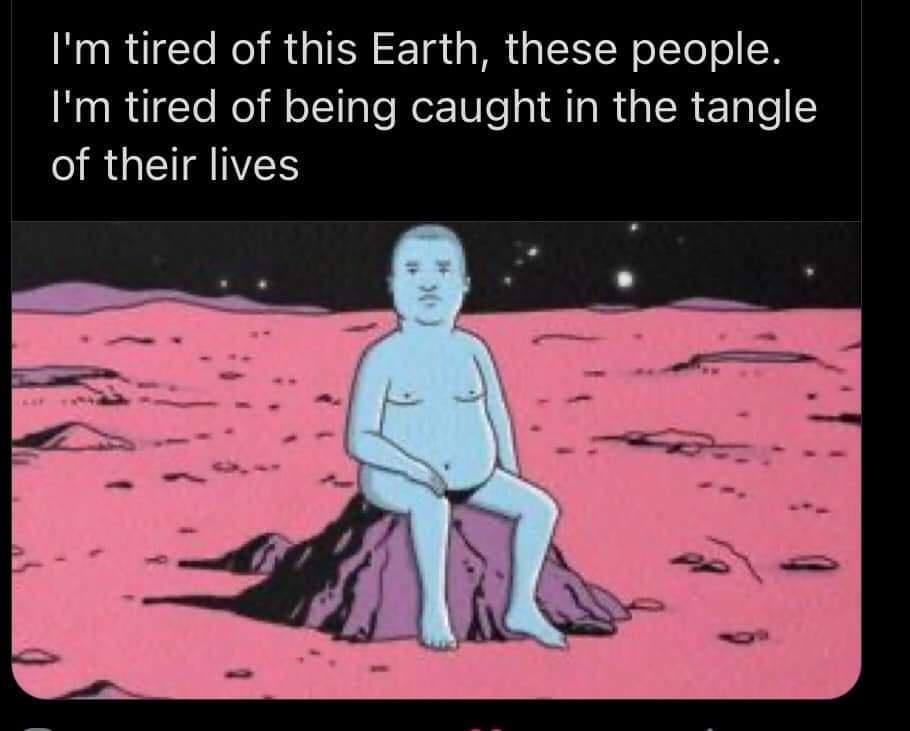 I'm tired of this Earth, these people.
I'm tired of being caught in the tangle
of their lives